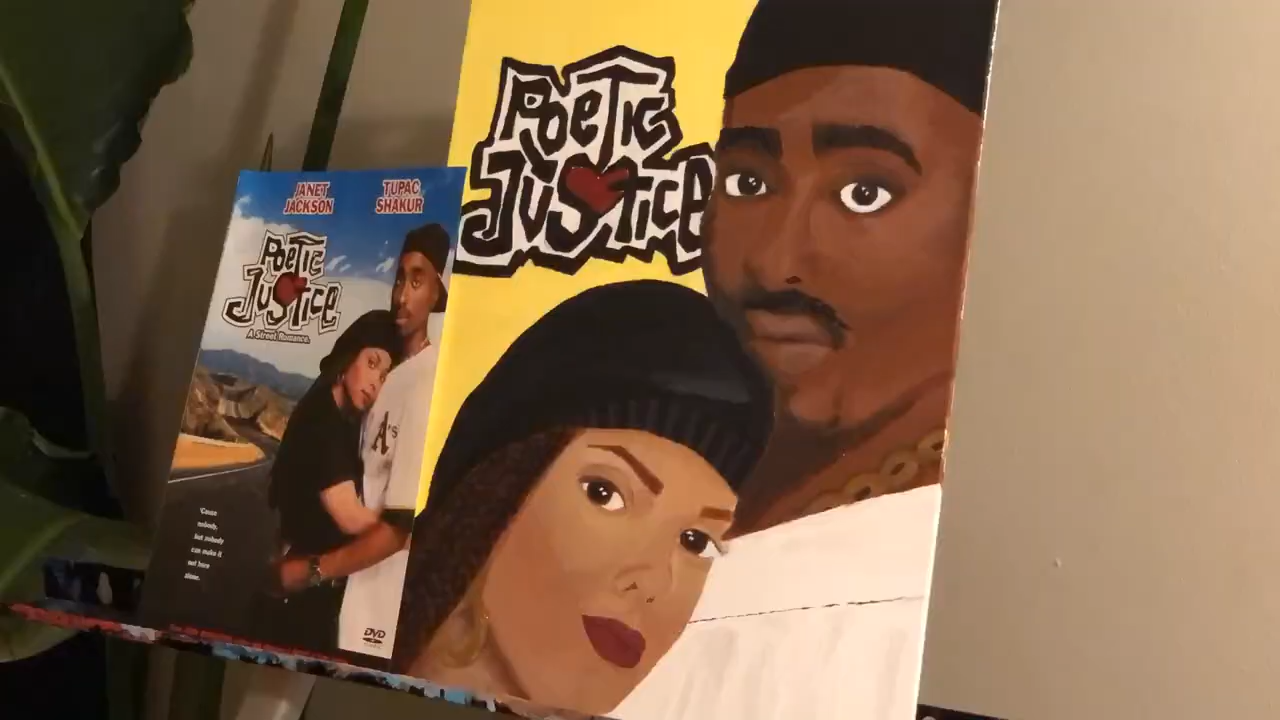 JANET
JACKSON
TUPAC
SHAKUR
POETIC
JUSTICE
A Street Romance.
A's
'Cause
nobody,
but nobody
can make it
out here
alone.
DVD
POETIC
JUSTICE